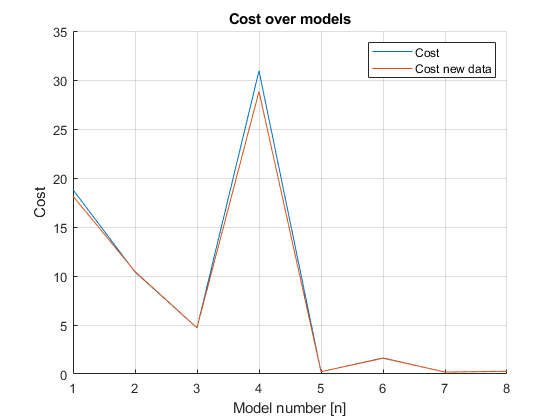 Cost over models
35
30
25
20
15
10
5
0
Cost
Cost
Cost new data
1 2 3 4 5 6 7 8
Model number [n]